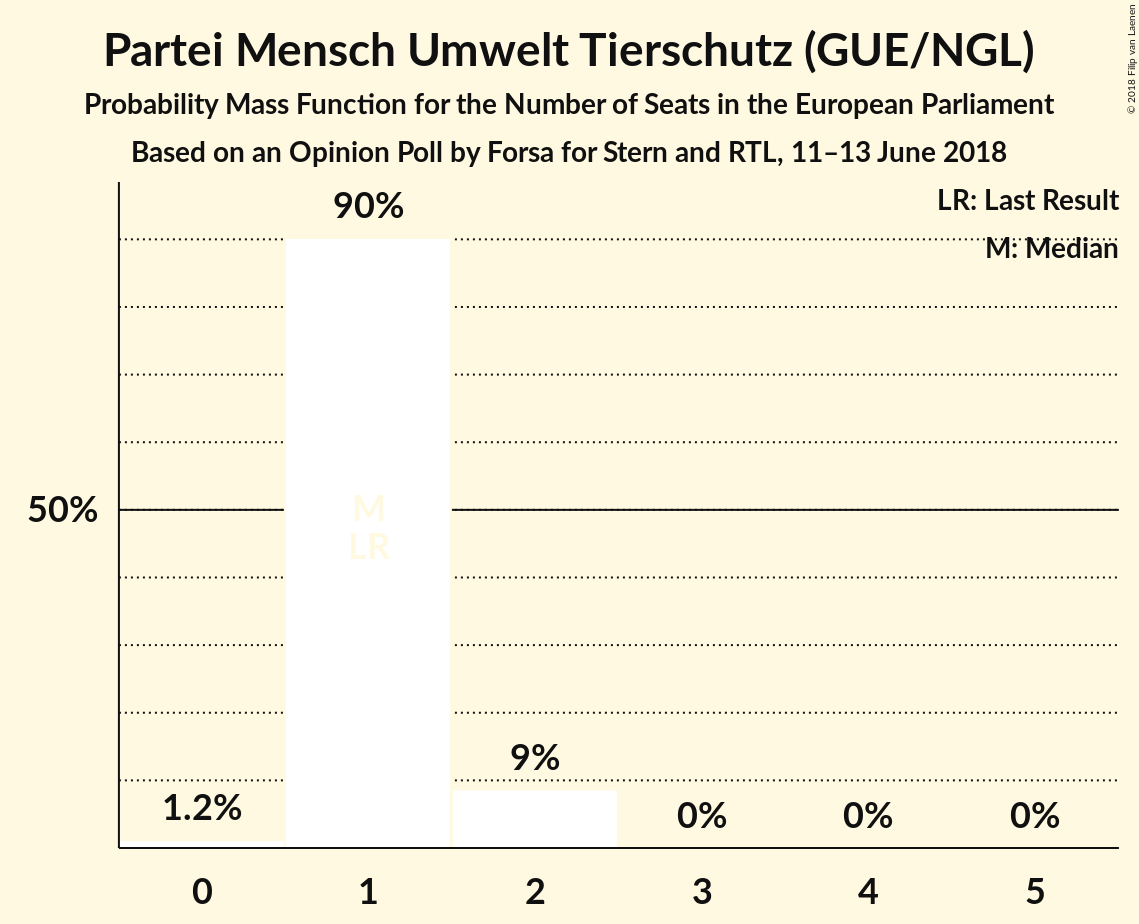 Partei Mensch Umwelt Tierschutz (GUE/NGL)
Probability Mass Function for the Number of Seats in the European Parliament
Based on an Opinion Poll by Forsa for Stern and RTL, 11–13 June 2018
© 2018 Filip van Laenen
LR: Last Result
M: Median
90%
50%
M
LR
9%
1.2%
0%
0%
0%
0
1
2
3
4
5